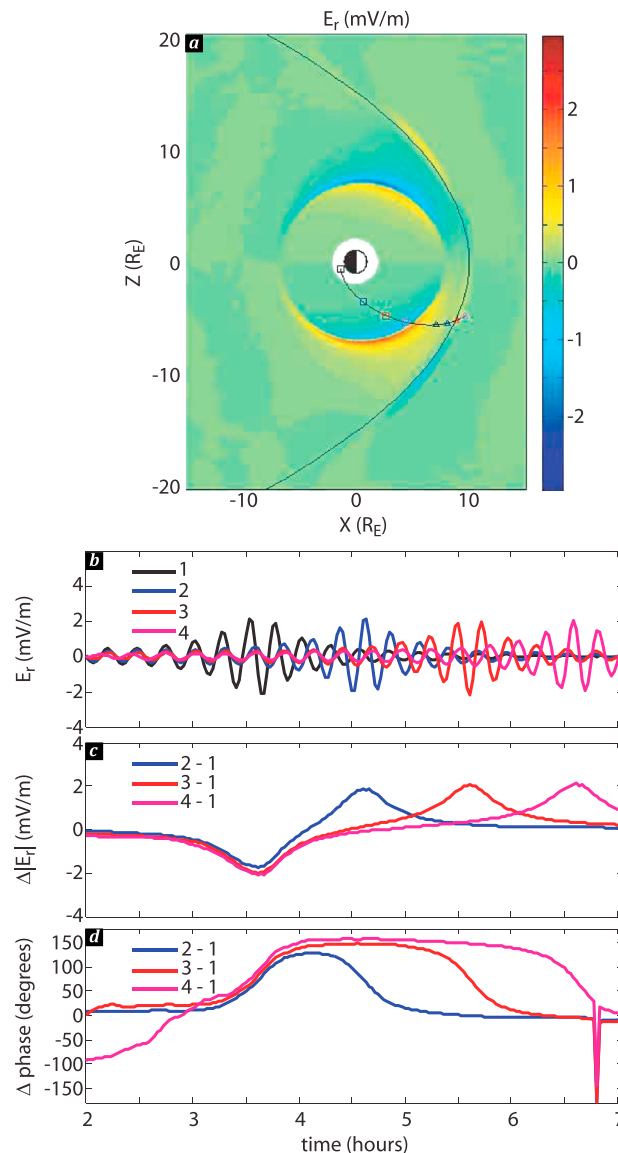 E_r (mV/m)
a
20
10
0
-10
-20
Z (R_E)
-10 0 10
X (R_E)
2
1
0
-1
-2
b
1
2
3
4
4
2
0
-2
-4
E_r (mV/m)
c
2 - 1
3 - 1
4 - 1
4
2
0
-2
-4
Δ|E_r| (mV/m)
d
2 - 1
3 - 1
4 - 1
150
100
50
0
-50
-100
-150
Δ phase (degrees)
2 3 4 5 6 7
time (hours)